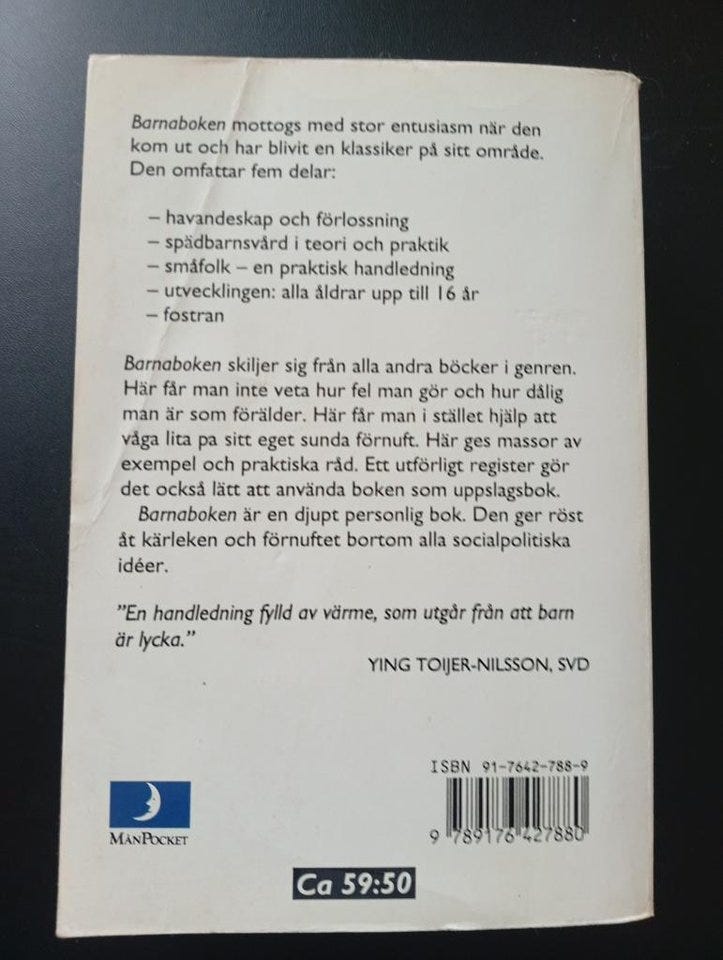 Barnaboken mottogs med stor entusiasm när den
kom ut och har blivit en klassiker på sitt område.
Den omfattar fem delar:
– havandeskap och förlossning
– spädbarnsvård i teori och praktik
– småfolk – en praktisk handledning
– utvecklingen: alla åldrar upp till 16 år
– fostran
Barnaboken skiljer sig från alla andra böcker i genren.
Här får man inte veta hur fel man gör och hur dålig
man är som förälder. Här får man i stället hjälp att
våga lita pa sitt eget sunda förnuft. Här ges massor av
exempel och praktiska råd. Ett utförligt register gör
det också lätt att använda boken som uppslagsbok.
Barnaboken är en djupt personlig bok. Den ger röst
åt kärleken och förnuftet bortom alla socialpolitiska
idéer.
"En handledning fylld av värme, som utgår från att barn
är lycka."
YING TOIJER-NILSSON, SVD
ISBN 91-7642-788-9
9 789176 427880
MÅNPOCKET
Ca 59:50